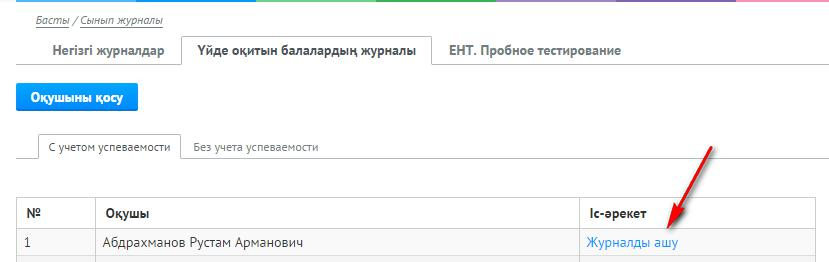 Басты / Сынып журналы
Негізгі журналдар Үйде оқитын балалардың журналы ЕНТ. Пробное тестирование
Оқушыны қосу
С учетом успеваемости Без учета успеваемости
№ Оқушы Іс-әрекет
1 Абдрахманов Рустам Арманович Журналды ашу